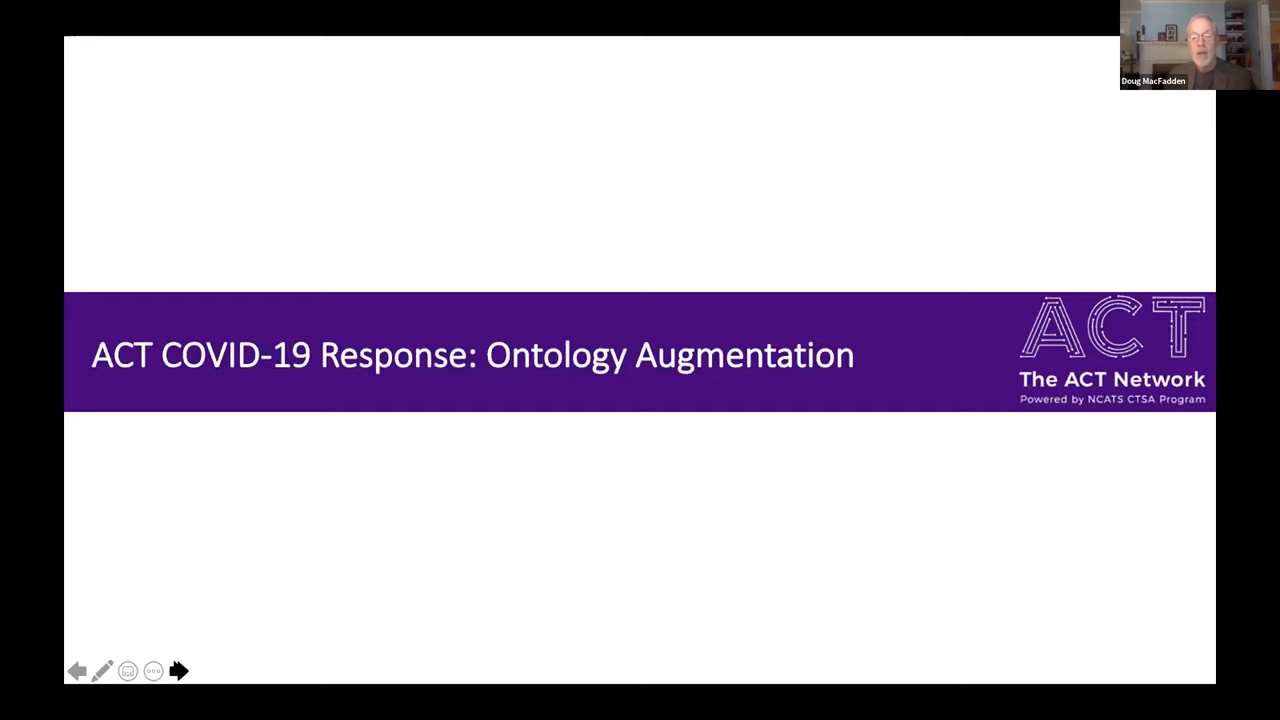 Doug MacFadden
ACT COVID-19 Response: Ontology Augmentation
ACT
The ACT Network
Powered by NCATS CTSA Program